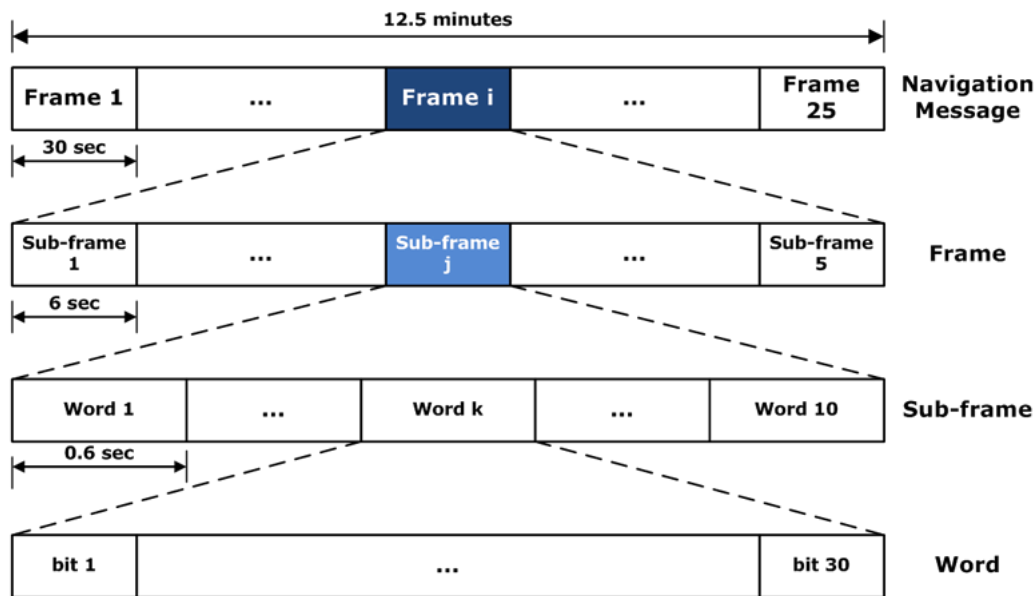 12.5 minutes
Frame 1
...
Frame i
...
Frame
25
Navigation
Message
30 sec
Sub-frame
1
...
Sub-frame
j
...
Sub-frame
5
Frame
6 sec
Word 1
...
Word k
...
Word 10
Sub-frame
0.6 sec
bit 1
...
bit 30
Word